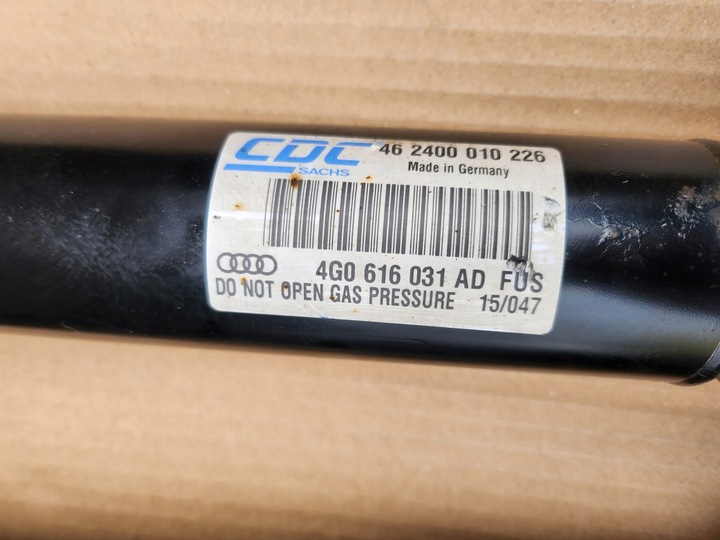 CDC 46 2400 010 226
SACHS Made in Germany
4G0 616 031 AD FUS
DO NOT OPEN GAS PRESSURE 15/047